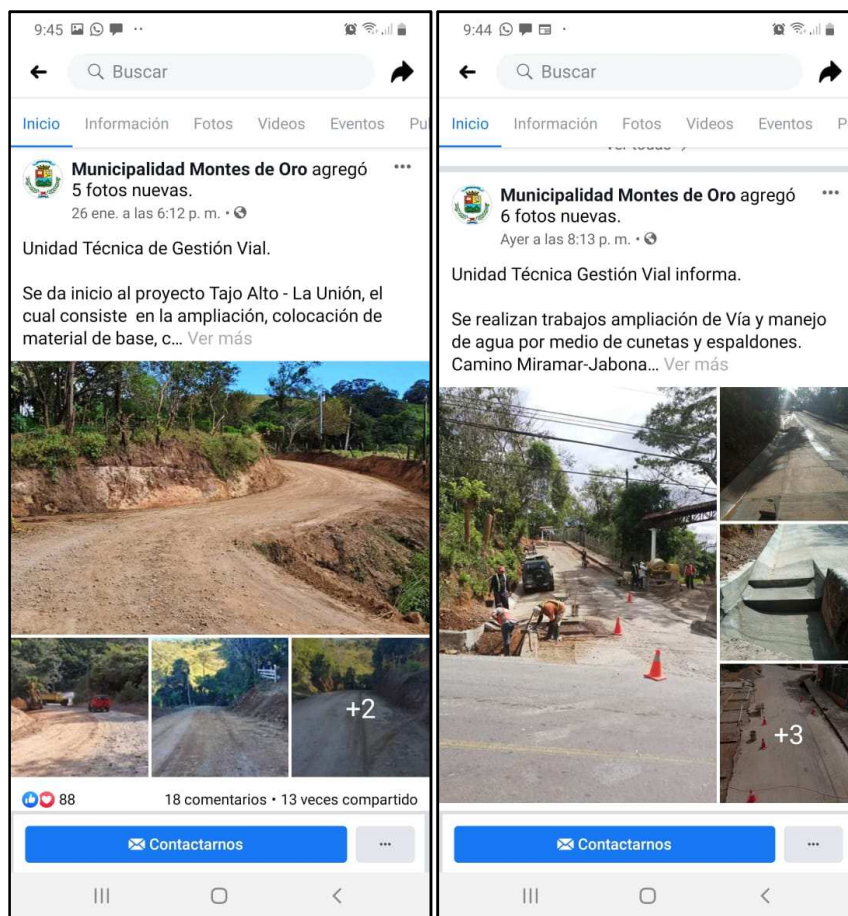 9:45
Buscar
Inicio Información Fotos Videos Eventos Pul
Municipalidad Montes de Oro agregó
5 fotos nuevas.
26 ene. a las 6:12 p. m.
Unidad Técnica de Gestión Vial.
Se da inicio al proyecto Tajo Alto - La Unión, el
cual consiste en la ampliación, colocación de
material de base, c... Ver más
+2
88 18 comentarios • 13 veces compartido
Contactarnos
9:44
Buscar
Inicio Información Fotos Videos Eventos P
Ver todas
Municipalidad Montes de Oro agregó
6 fotos nuevas.
Ayer a las 8:13 p. m.
Unidad Técnica Gestión Vial informa.
Se realizan trabajos ampliación de Vía y manejo
de agua por medio de cunetas y espaldones.
Camino Miramar-Jabona... Ver más
+3
Contactarnos